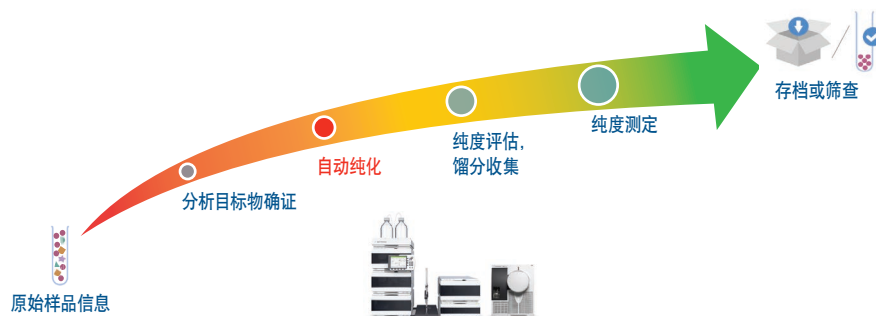 存档或筛查
纯度测定
纯度评估,
馏分收集
自动纯化
分析目标物确证
原始样品信息